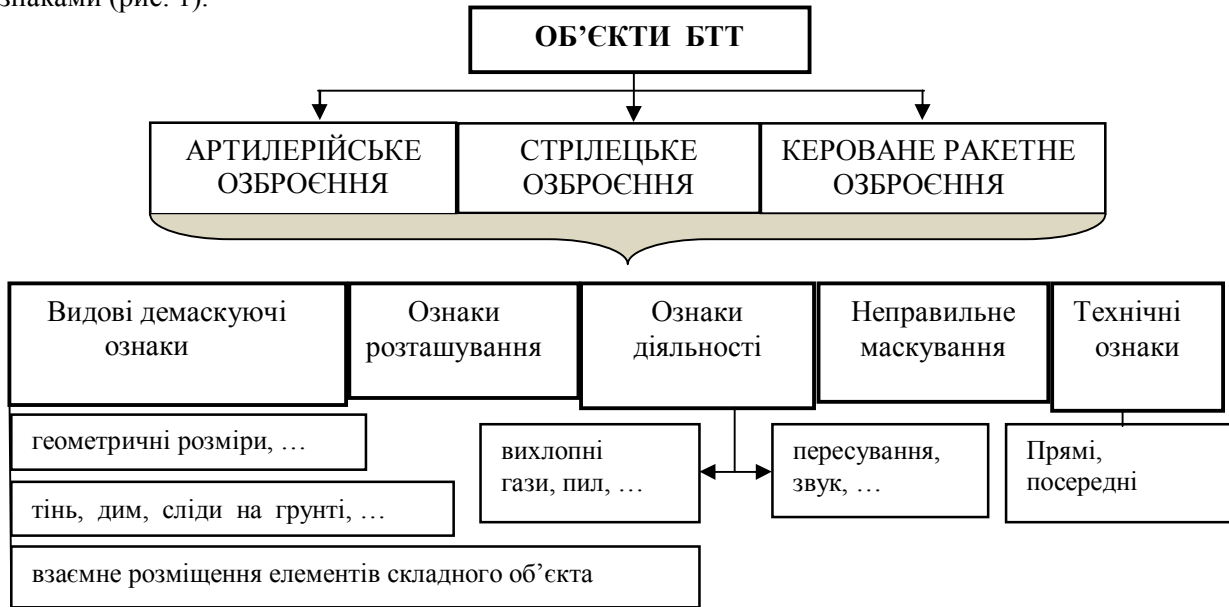 знаками (рис. 1).
ОБ’ЄКТИ БТТ
АРТИЛЕРІЙСЬКЕ
ОЗБРОЄННЯ
СТРІЛЕЦЬКЕ
ОЗБРОЄННЯ
КЕРОВАНЕ РАКЕТНЕ
ОЗБРОЄННЯ
Видові демаскуючі
ознаки
Ознаки
розташування
Ознаки
діяльності
Неправильне
маскування
Технічні
ознаки
геометричні розміри, …
тінь, дим, сліди на грунті, …
взаємне розміщення елементів складного об’єкта
вихлопні
гази, пил, …
пересування,
звук, …
Прямі,
посередні